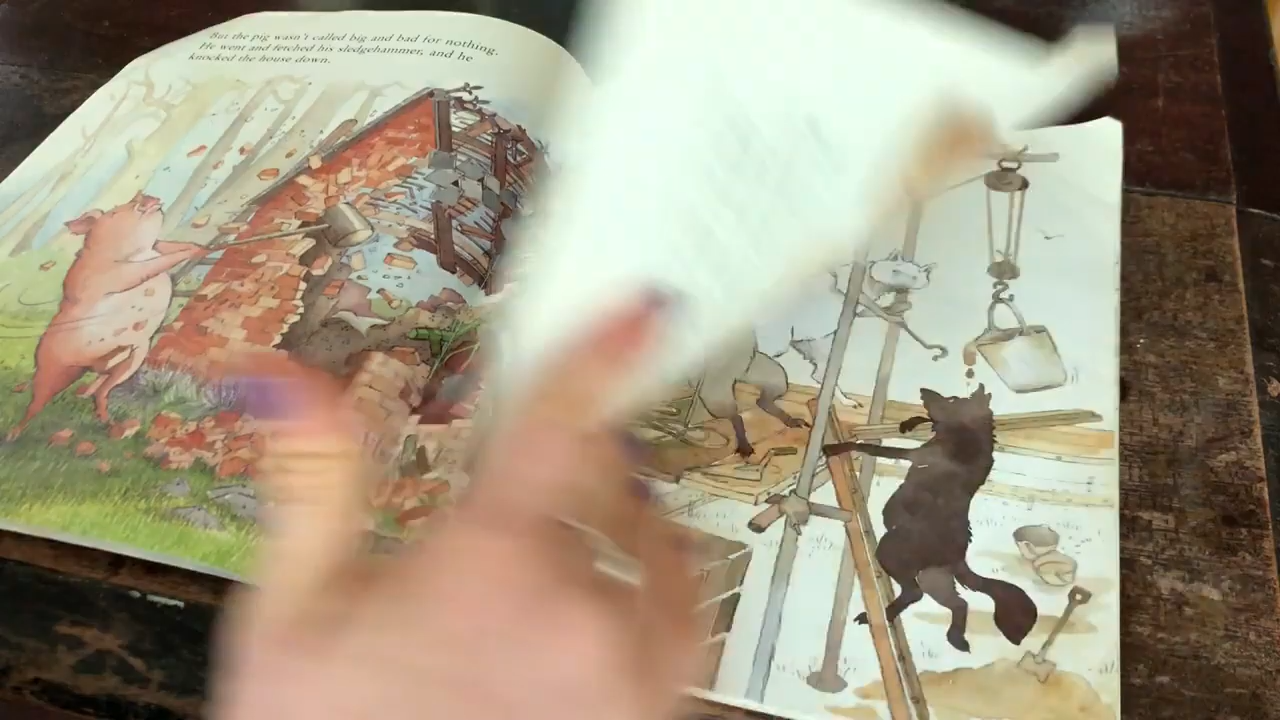 But the pig wasn't called big and bad for nothing.
He went and fetched his sledgehammer, and he
knocked the house down.